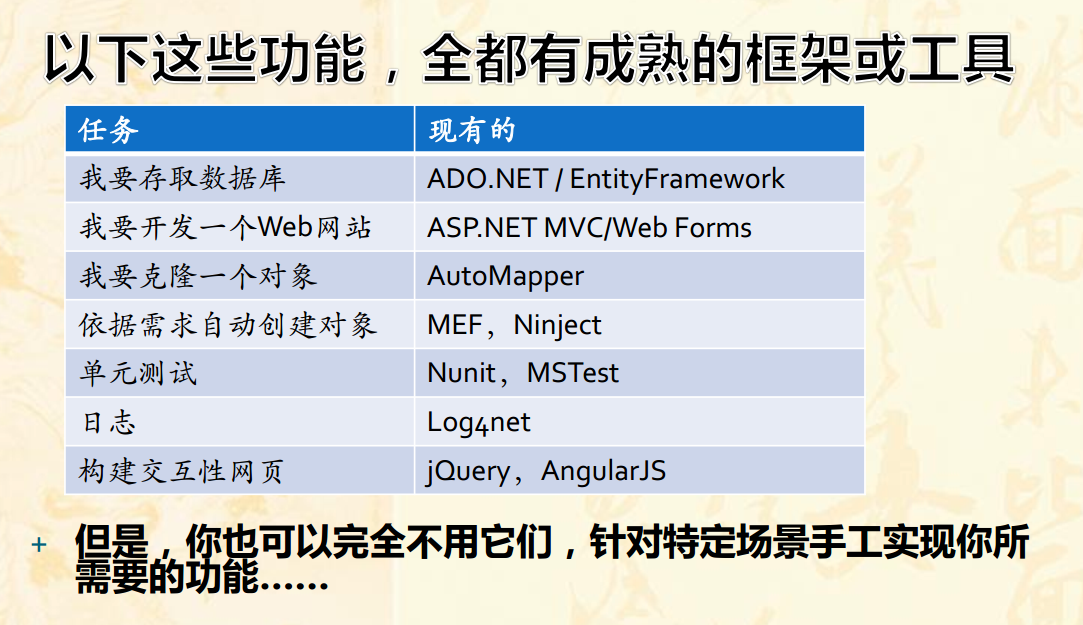 以下这些功能，全都有成熟的框架或工具
任务 现有的
我要存取数据库 ADO.NET / EntityFramework
我要开发一个Web网站 ASP.NET MVC/Web Forms
我要克隆一个对象 AutoMapper
依据需求自动创建对象 MEF，Ninject
单元测试 Nunit，MSTest
日志 Log4net
构建交互性网页 jQuery，AngularJS
+ 但是，你也可以完全不用它们，针对特定场景手工实现你所
需要的功能……